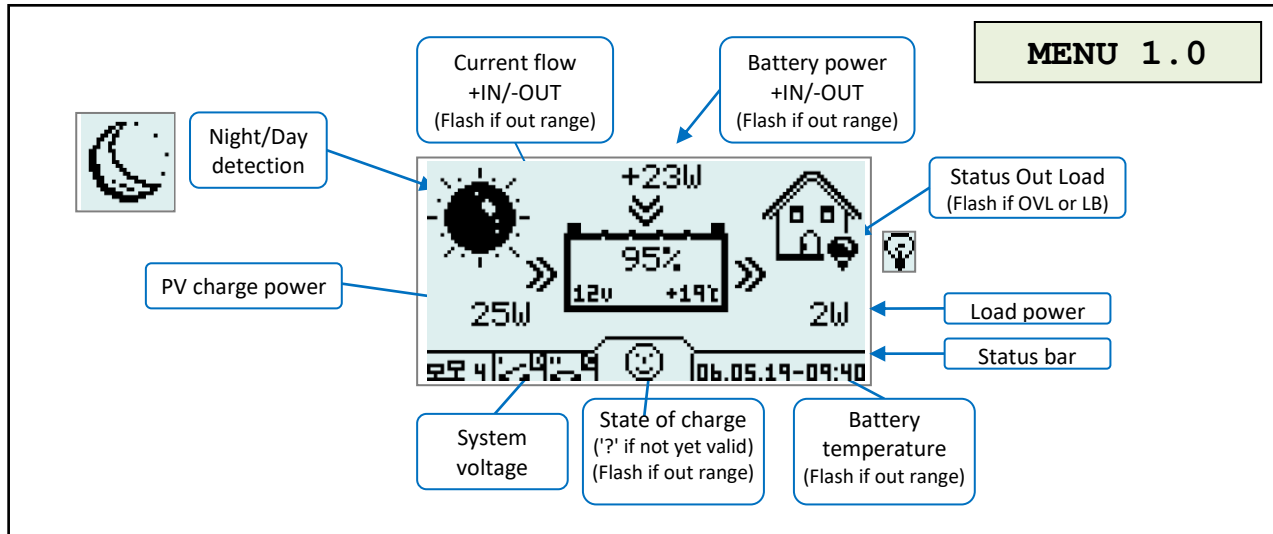 MENU 1.0
Current flow
+IN/-OUT
(Flash if out range)
Battery power
+IN/-OUT
(Flash if out range)
Night/Day
detection
Status Out Load
(Flash if OVL or LB)
PV charge power
+23W
95%
12v +19℃
25W
2W
Load power
Status bar
4
06.05.19-09:40
System
voltage
State of charge
('?' if not yet valid)
(Flash if out range)
Battery
temperature
(Flash if out range)